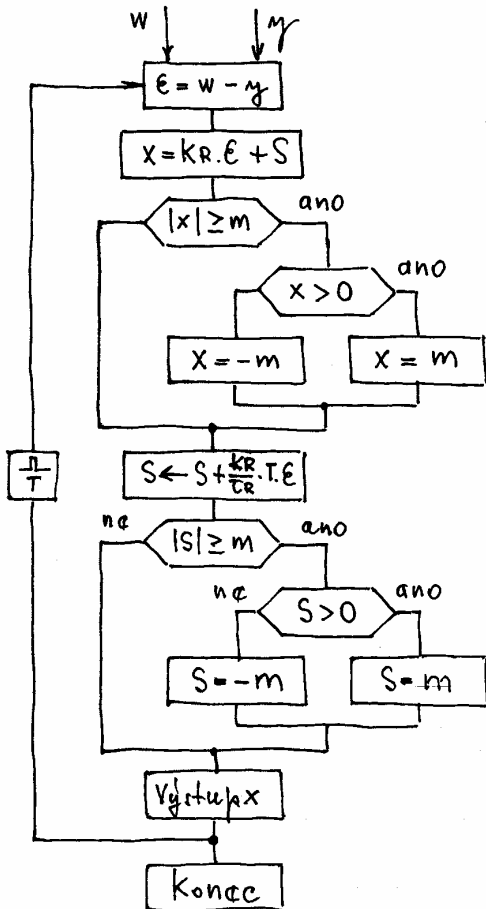 w y
ε = w - y
x = KR.ε + S
|x| ≥ m ano
x > 0 ano
x = -m x = m
S ← S + KR/TR .T.ε
n/T
ne |S| ≥ m ano
ne S > 0 ano
S = -m S = m
Výstup x
Konec